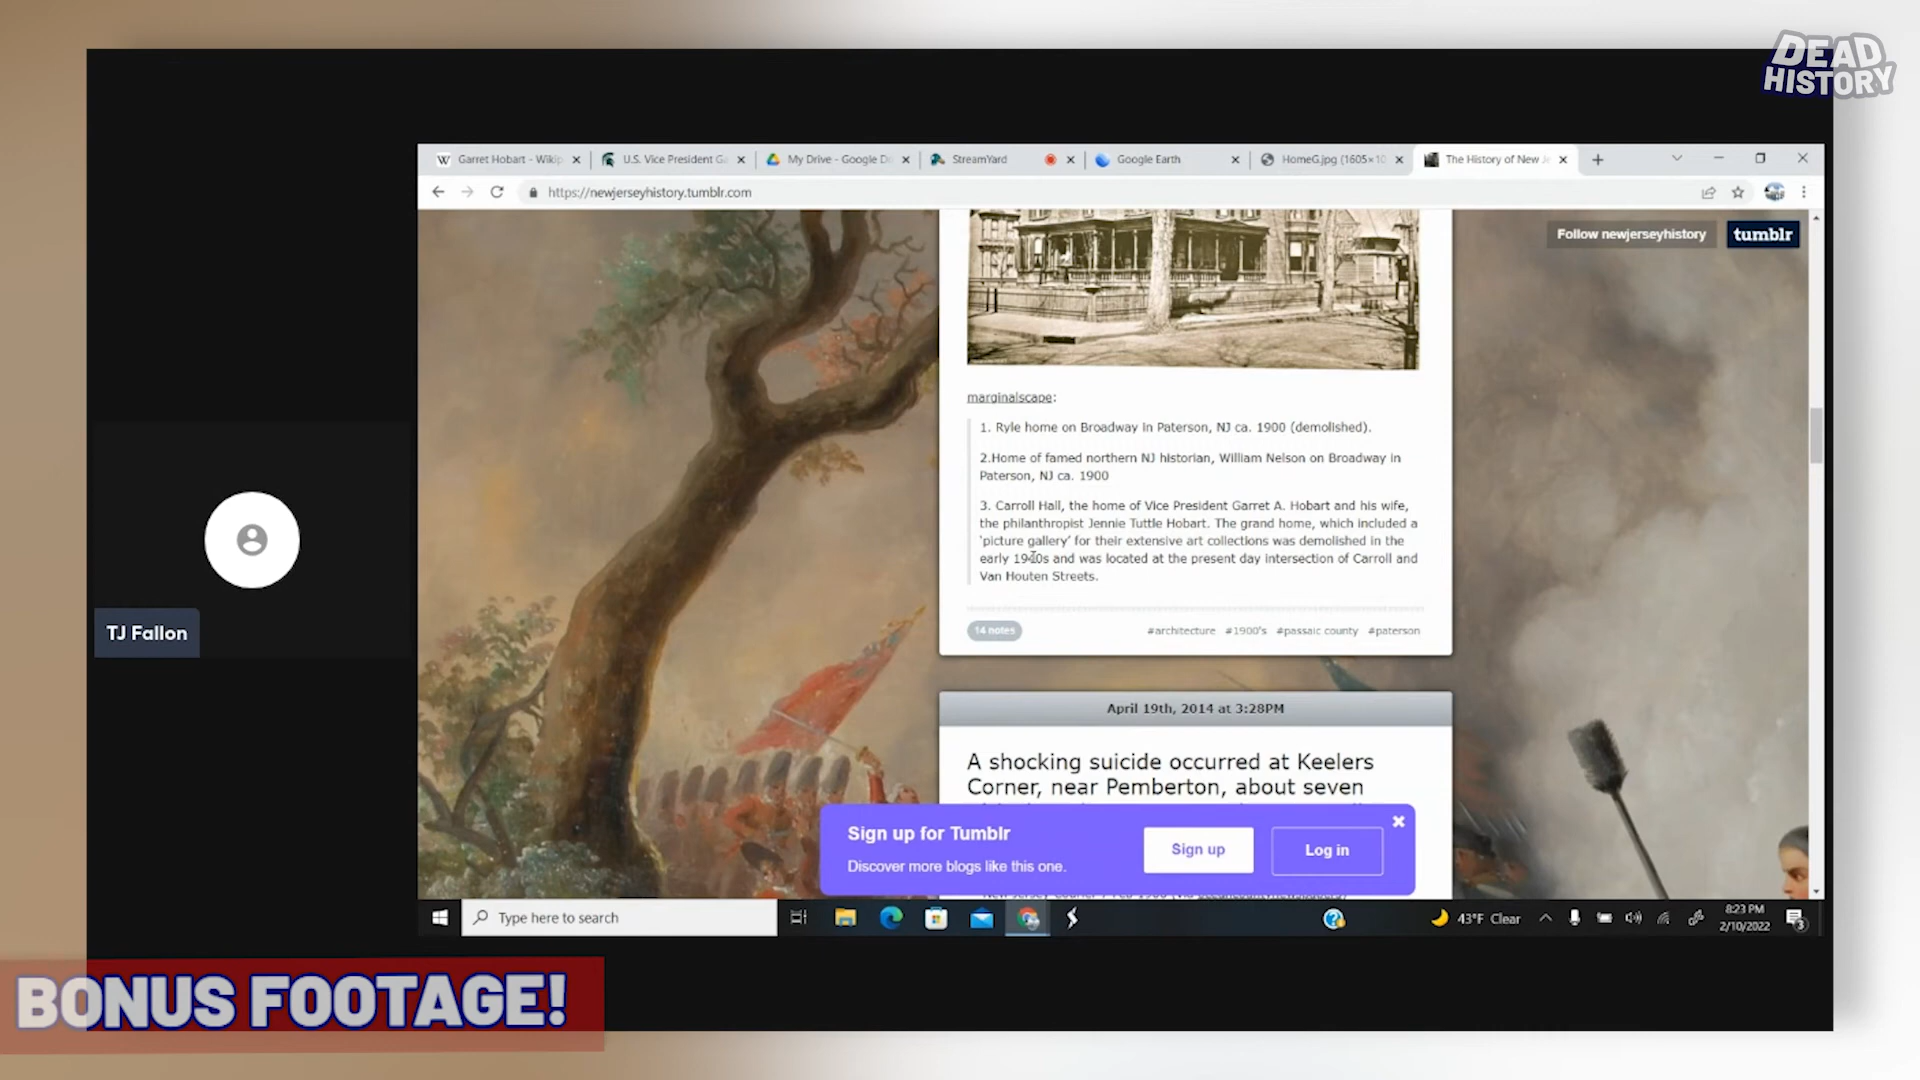 DEAD
HISTORY
Garret Hobart - Wikip
U.S. Vice President Ga
My Drive - Google Dr
StreamYard
Google Earth
HomeG.jpg (1605×10
The History of New Je
https://newjerseyhistory.tumblr.com
Follow newjerseyhistory
tumblr
marginalscape:
1. Ryle home on Broadway in Paterson, NJ ca. 1900 (demolished).
2.Home of famed northern NJ historian, William Nelson on Broadway in
Paterson, NJ ca. 1900
3. Carroll Hall, the home of Vice President Garret A. Hobart and his wife,
the philanthropist Jennie Tuttle Hobart. The grand home, which included a
'picture gallery' for their extensive art collections was demolished in the
early 1940s and was located at the present day intersection of Carroll and
Van Houten Streets.
14 notes
#architecture #1900's #passaic county #paterson
TJ Fallon
April 19th, 2014 at 3:28PM
A shocking suicide occurred at Keelers
Corner, near Pemberton, about seven
Sign up for Tumblr
Discover more blogs like this one.
Sign up
Log in
Type here to search
43°F Clear
8:23 PM
2/10/2022
3
BONUS FOOTAGE!